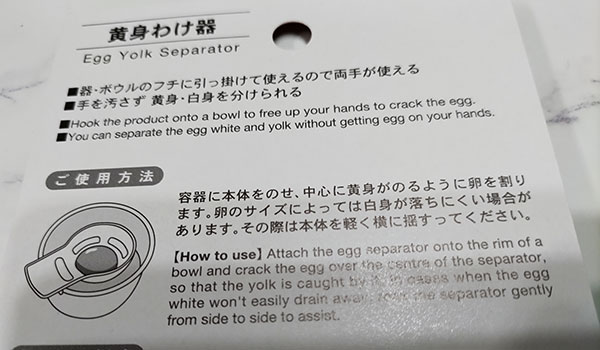 黄身わけ器
Egg Yolk Separator
■器・ボウルのフチに引っ掛けて使えるので両手が使える
■手を汚さず 黄身・白身を分けられる
■Hook the product onto a bowl to free up your hands to crack the egg.
■You can separate the egg white and yolk without getting egg on your hands.
ご使用方法
容器に本体をのせ、中心に黄身がのるように卵を割り
ます。卵のサイズによっては白身が落ちにくい場合が
あります。その際は本体を軽く横に揺すってください。
【How to use】Attach the egg separator onto the rim of a
bowl and crack the egg over the centre of the separator,
so that the yolk is caught by it. In cases when the egg
white won't easily drain away, the separator gently
from side to side to assist.